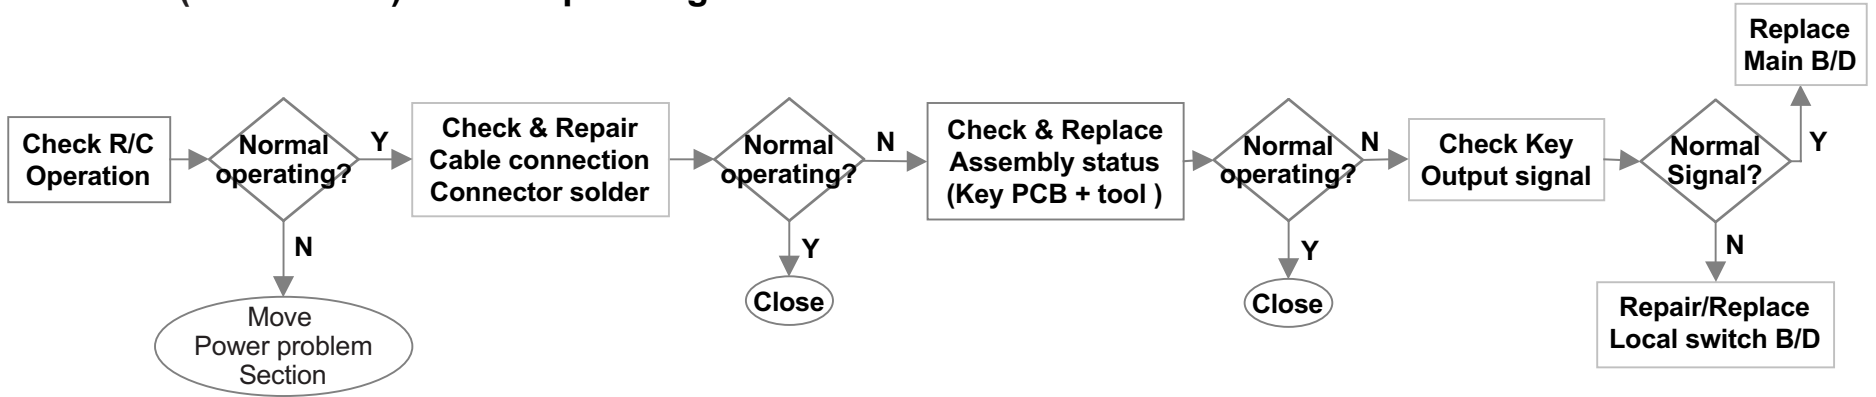 Check R/C
Operation
Normal
operating?
Y
N
Move
Power problem
Section
Check & Repair
Cable connection
Connector solder
Normal
operating?
N
Y
Close
Check & Replace
Assembly status
(Key PCB + tool )
Normal
operating?
N
Y
Close
Check Key
Output signal
Normal
Signal?
Y
Replace
Main B/D
N
Repair/Replace
Local switch B/D